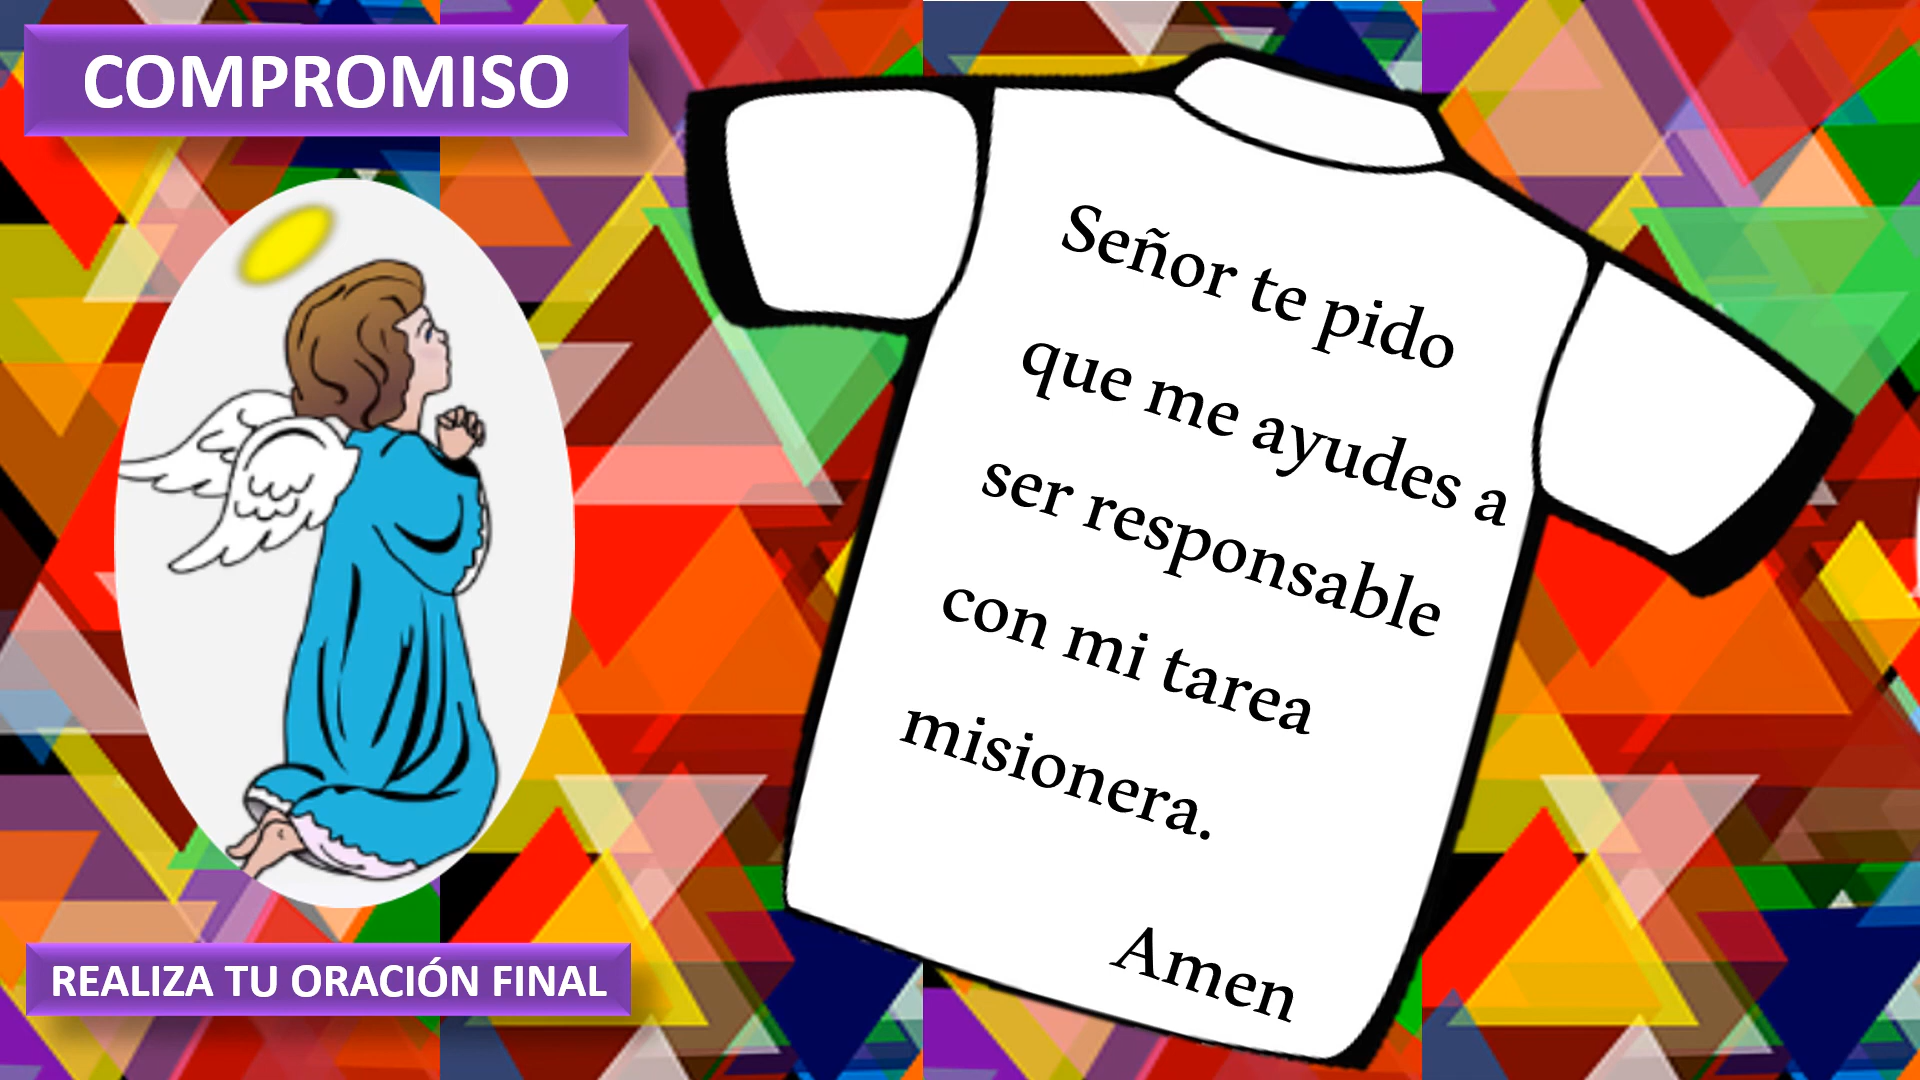 COMPROMISO
Señor te pido
que me ayudes a
ser responsable
con mi tarea
misionera.
Amen
REALIZA TU ORACIÓN FINAL